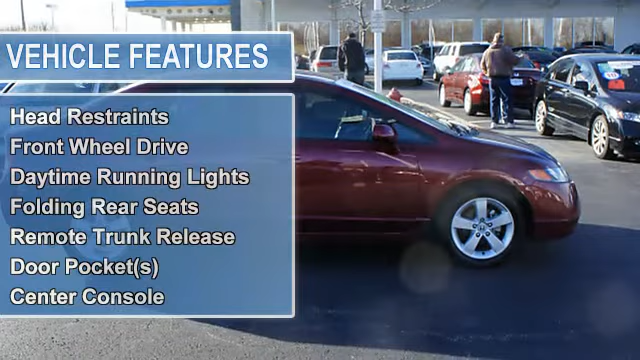 VEHICLE FEATURES
Head Restraints
Front Wheel Drive
Daytime Running Lights
Folding Rear Seats
Remote Trunk Release
Door Pocket(s)
Center Console